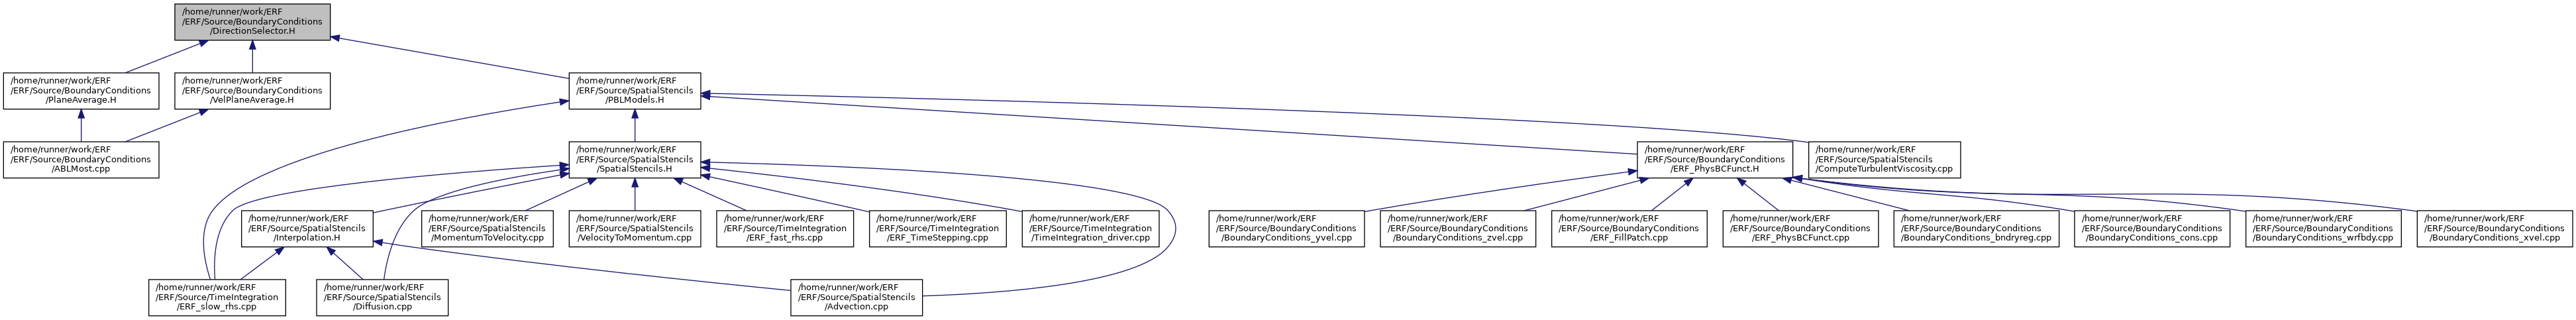 /home/runner/work/ERF
/ERF/Source/BoundaryConditions
/DirectionSelector.H
/home/runner/work/ERF
/ERF/Source/BoundaryConditions
/PlaneAverage.H
/home/runner/work/ERF
/ERF/Source/BoundaryConditions
/VelPlaneAverage.H
/home/runner/work/ERF
/ERF/Source/SpatialStencils
/PBLModels.H
/home/runner/work/ERF
/ERF/Source/BoundaryConditions
/ABLMost.cpp
/home/runner/work/ERF
/ERF/Source/SpatialStencils
/SpatialStencils.H
/home/runner/work/ERF
/ERF/Source/BoundaryConditions
/ERF_PhysBCFunct.H
/home/runner/work/ERF
/ERF/Source/SpatialStencils
/ComputeTurbulentViscosity.cpp
/home/runner/work/ERF
/ERF/Source/SpatialStencils
/Interpolation.H
/home/runner/work/ERF
/ERF/Source/SpatialStencils
/MomentumToVelocity.cpp
/home/runner/work/ERF
/ERF/Source/SpatialStencils
/VelocityToMomentum.cpp
/home/runner/work/ERF
/ERF/Source/TimeIntegration
/ERF_fast_rhs.cpp
/home/runner/work/ERF
/ERF/Source/TimeIntegration
/ERF_TimeStepping.cpp
/home/runner/work/ERF
/ERF/Source/TimeIntegration
/TimeIntegration_driver.cpp
/home/runner/work/ERF
/ERF/Source/BoundaryConditions
/BoundaryConditions_yvel.cpp
/home/runner/work/ERF
/ERF/Source/BoundaryConditions
/BoundaryConditions_zvel.cpp
/home/runner/work/ERF
/ERF/Source/BoundaryConditions
/ERF_FillPatch.cpp
/home/runner/work/ERF
/ERF/Source/BoundaryConditions
/ERF_PhysBCFunct.cpp
/home/runner/work/ERF
/ERF/Source/BoundaryConditions
/BoundaryConditions_bndryreg.cpp
/home/runner/work/ERF
/ERF/Source/BoundaryConditions
/BoundaryConditions_cons.cpp
/home/runner/work/ERF
/ERF/Source/BoundaryConditions
/BoundaryConditions_wrfbdy.cpp
/home/runner/work/ERF
/ERF/Source/BoundaryConditions
/BoundaryConditions_xvel.cpp
/home/runner/work/ERF
/ERF/Source/TimeIntegration
/ERF_slow_rhs.cpp
/home/runner/work/ERF
/ERF/Source/SpatialStencils
/Diffusion.cpp
/home/runner/work/ERF
/ERF/Source/SpatialStencils
/Advection.cpp